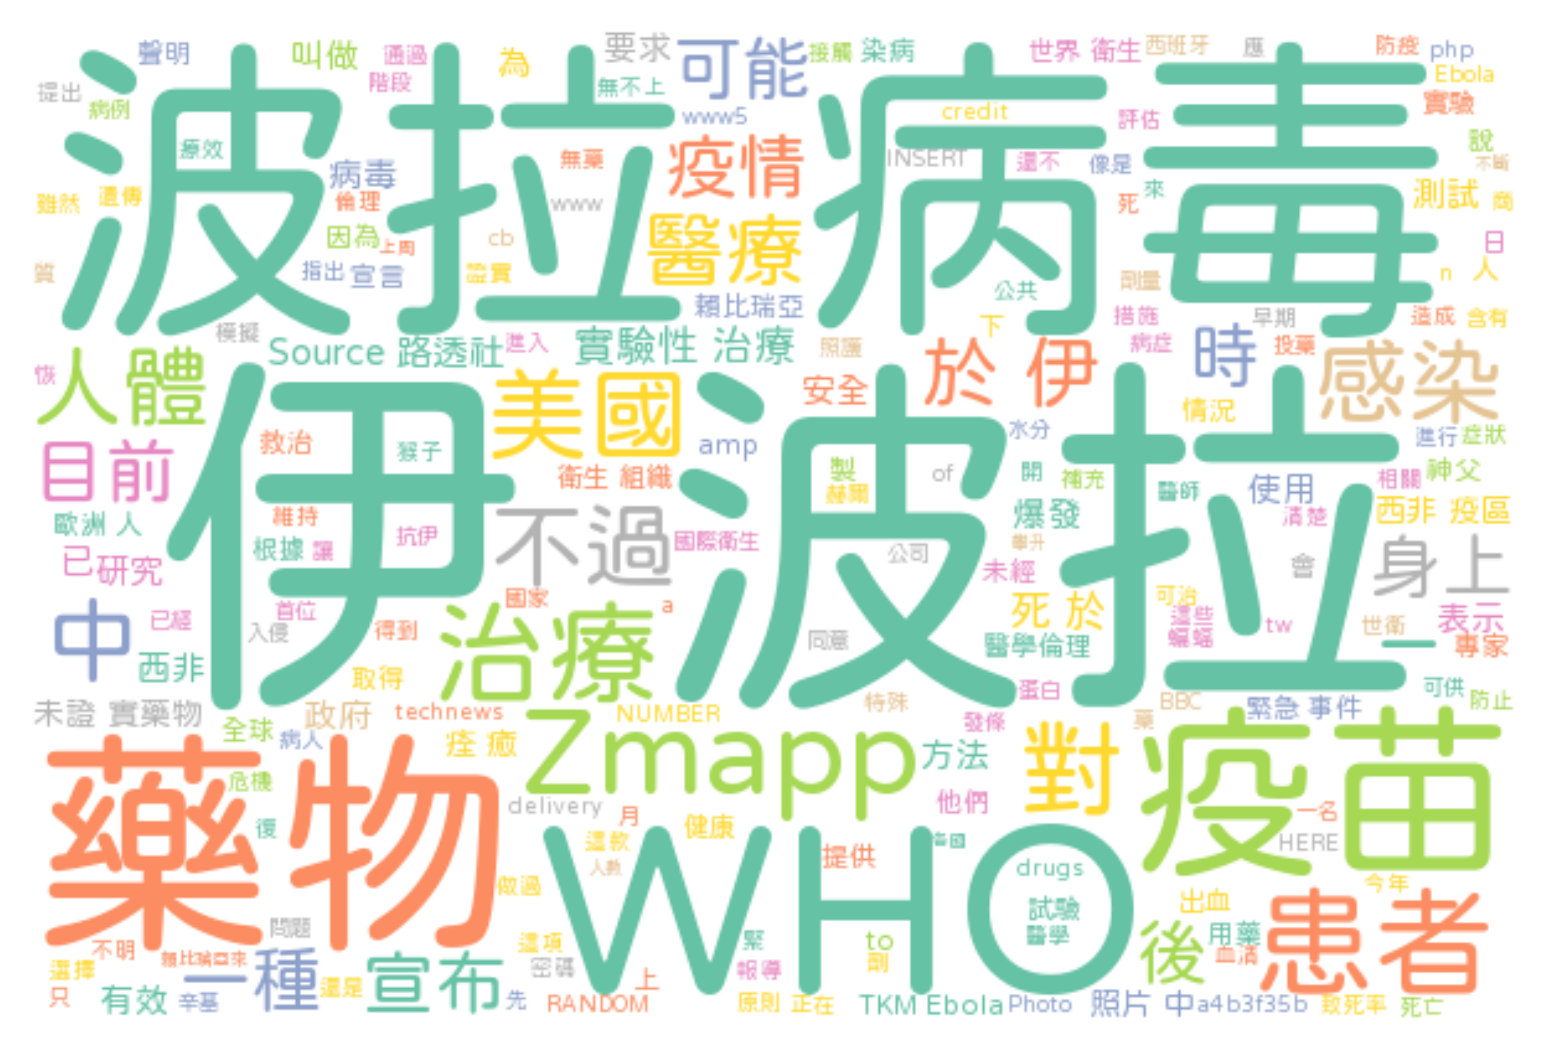 波拉病毒
伊波拉
藥物
WHO
疫苗
患者
Zmapp
治療
美國
不過
感染
人體
目前
中
身上
對
後
宣布
一種
醫療
疫情
可能
於 伊
時
聲明
叫做
通過
階段
為
要求
無不上
接觸
染病
世界 衛生
西班牙
應
防疫
php
Ebola
實驗
提出
病例
療效
www5
credit
評估
說
不斷
雖然
遺傳
病毒
倫理
無藥
www
INSERT
還不
像是
死
來
測試
商
因為
上周
cb
指出
宣言
證實
質
賴比瑞亞
公共
劑量
日
n
人
模擬
Source 路透社
進入
實驗性 治療
照護
下
措施
病症
早期
投藥
造成
含有
恢
安全
情況
水分
進行
症狀
救治
猴子
amp
衛生 組織
製
赫爾
of
開
補充
醫師
使用
清楚
相關
神父
西非 疫區
歐洲 人
維持
根據
讓
抗伊
國際衛生
爆發
攀升
公司
未經
會
已
研究
已經
首位
入侵
國家
a
得到
同意
死 於
可治
這些
蝙蝠
tw
世衛
表示
一
專家
西非
取得
醫學倫理
蛋白
特殊
BBC
藥
緊急 事件
可供
防止
未證 實藥物
全球
政府
technews
NUMBER
發條
病人
痊 癒
方法
危機
delivery
月
他們
一名
復
這款
健康
HERE
人數
提供
drugs
做過
今年
試驗
醫學
出血
問題
不明
賴比瑞亞來
選擇
這項
密碼
緊
報導
to
劑
用藥
血清
只
有效
辛基
還是
先
RANDOM
上
原則
正在
TKM Ebola
Photo
照片 中
a4b3f35b
致死率
死亡